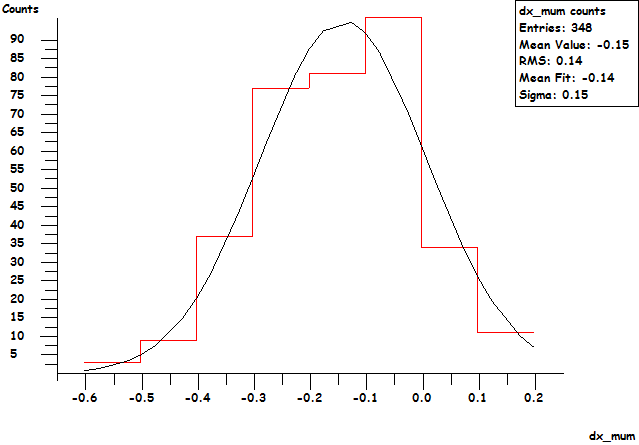 Counts
dx_mum counts
Entries: 348
Mean Value: -0.15
RMS: 0.14
Mean Fit: -0.14
Sigma: 0.15
90
85
80
75
70
65
60
55
50
45
40
35
30
25
20
15
10
5
-0.6 -0.5 -0.4 -0.3 -0.2 -0.1 0.0 0.1 0.2
dx_mum